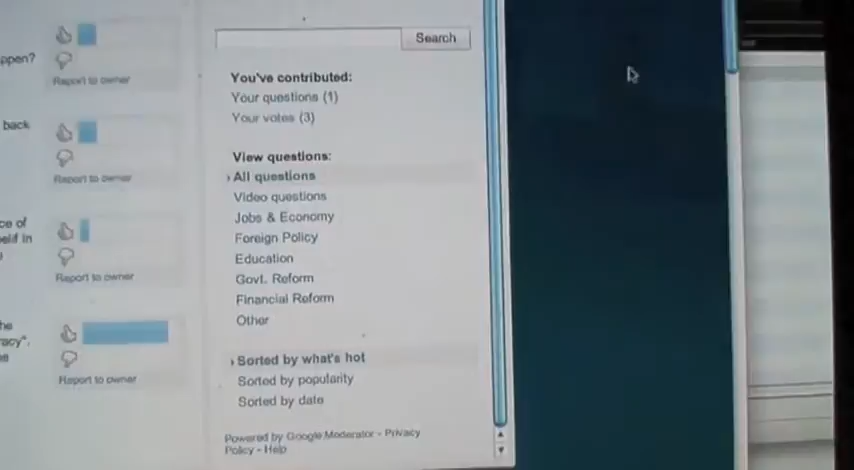 ppen?
Report to owner
back
Report to owner
ce of
Report to owner
he
racy".
Report to owner
Search
You've contributed:
Your questions (1)
Your votes (3)
View questions:
› All questions
Video questions
Jobs & Economy
Foreign Policy
Education
Govt. Reform
Financial Reform
Other
› Sorted by what's hot
Sorted by popularity
Sorted by date
Powered by Google Moderator - Privacy
Policy - Help